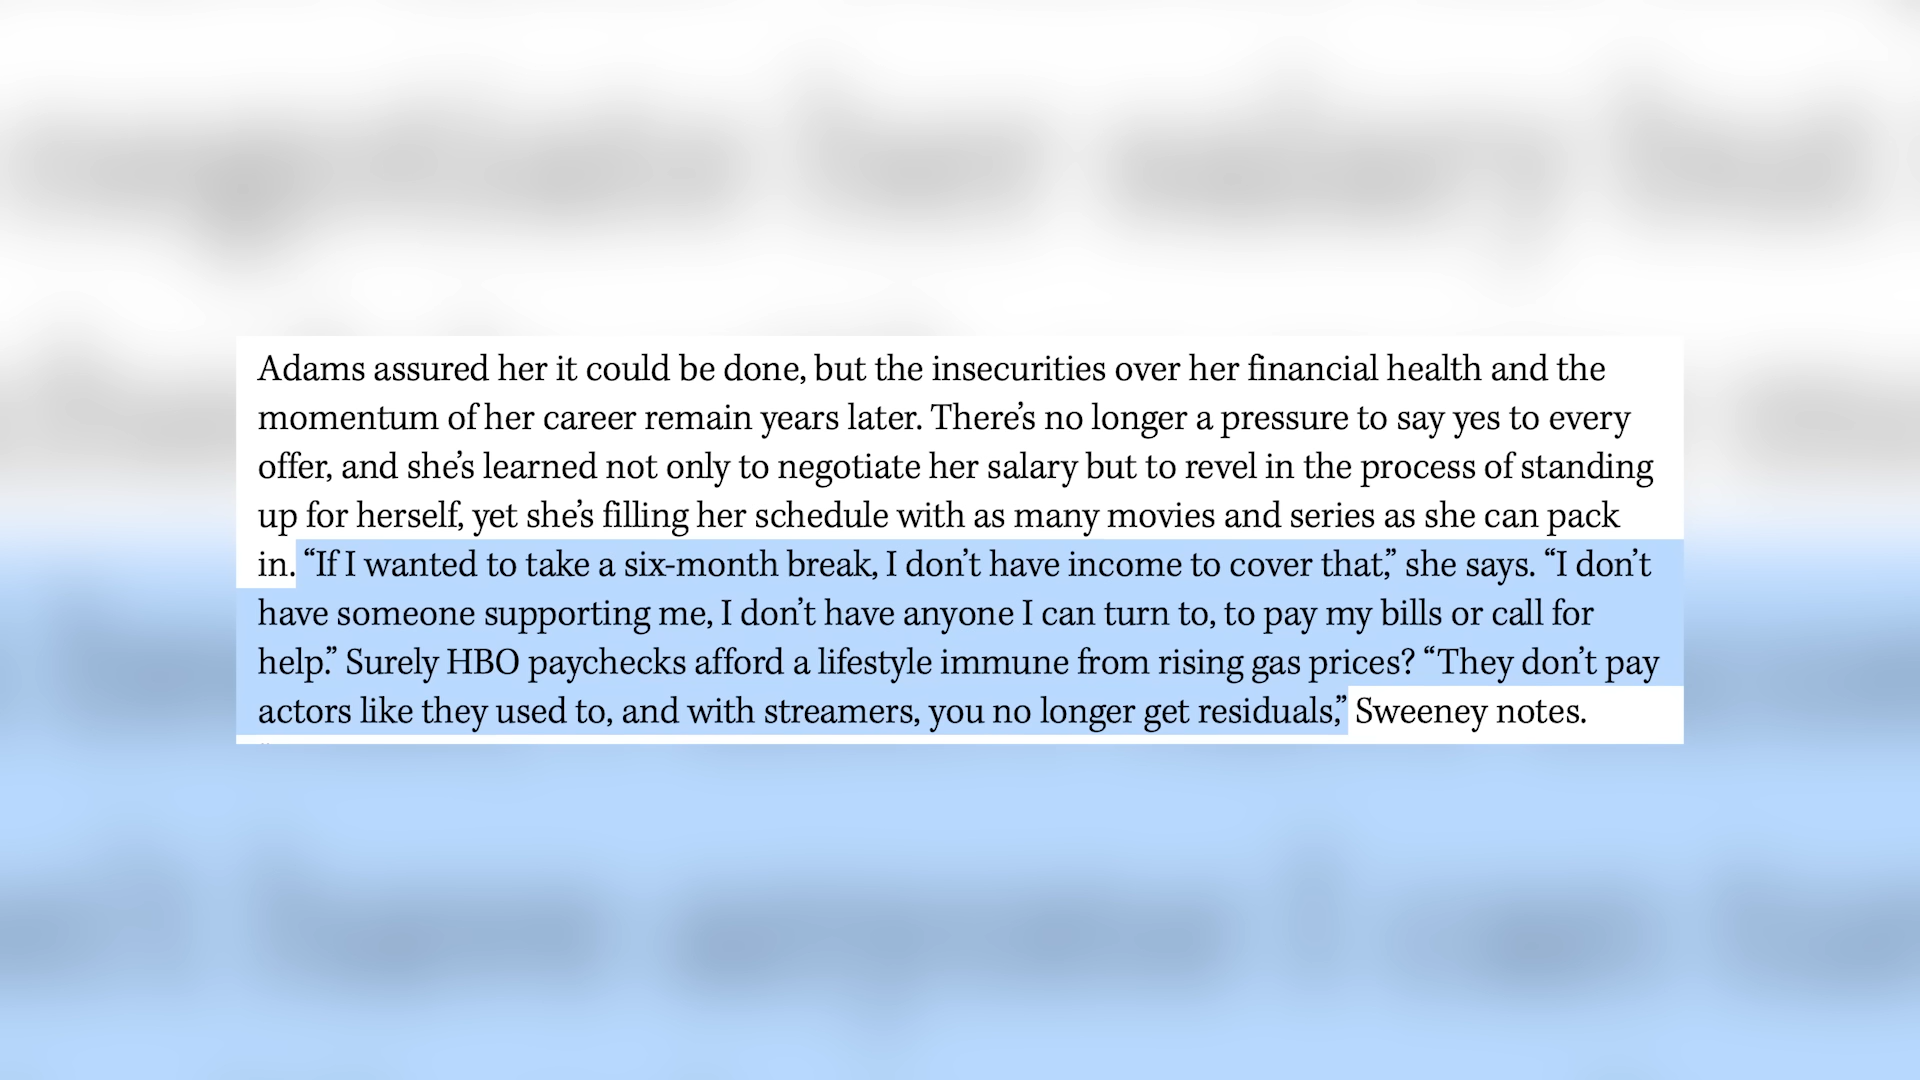 Adams assured her it could be done, but the insecurities over her financial health and the
momentum of her career remain years later. There’s no longer a pressure to say yes to every
offer, and she’s learned not only to negotiate her salary but to revel in the process of standing
up for herself, yet she’s filling her schedule with as many movies and series as she can pack
in. “If I wanted to take a six-month break, I don’t have income to cover that,” she says. “I don’t
have someone supporting me, I don’t have anyone I can turn to, to pay my bills or call for
help.” Surely HBO paychecks afford a lifestyle immune from rising gas prices? “They don’t pay
actors like they used to, and with streamers, you no longer get residuals,” Sweeney notes.